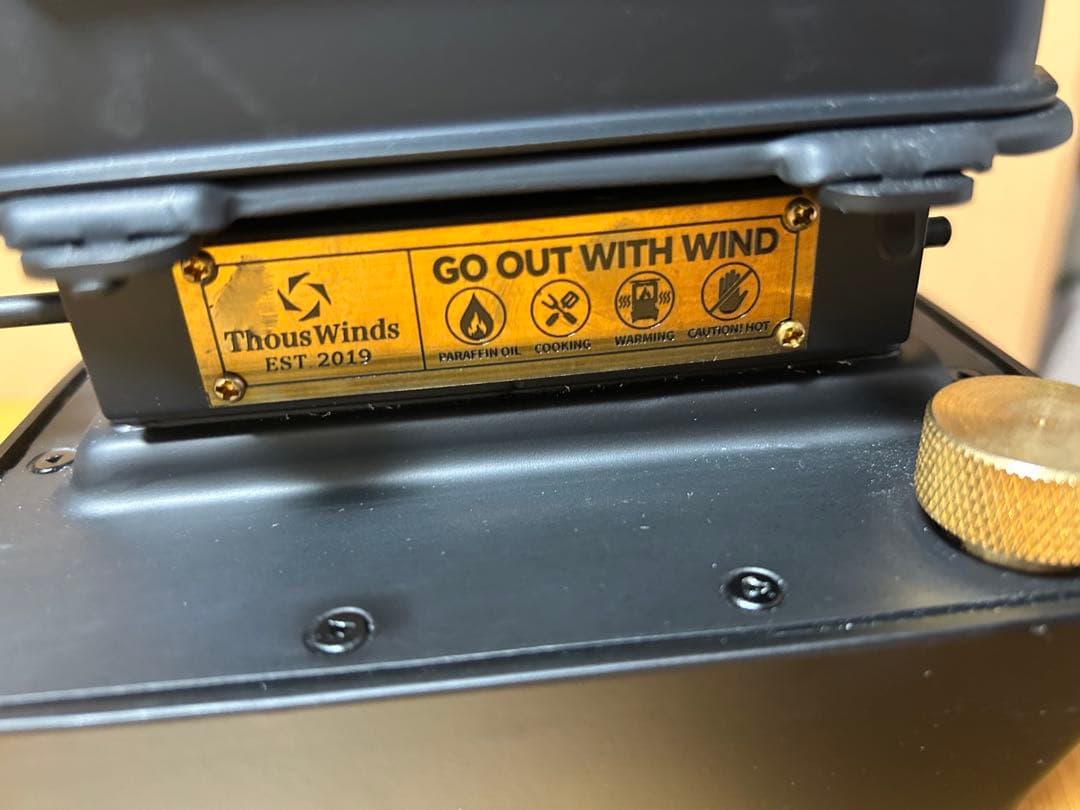 ThousWinds
EST. 2019
GO OUT WITH WIND
PARAFFIN OIL
COOKING
WARMING
CAUTION! HOT